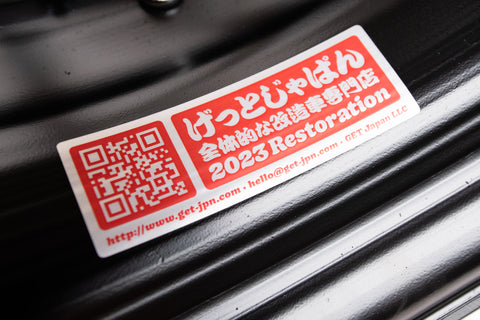 げっとじゃぱん
全体的な改造車専門店
2023 Restoration
http://www.get-jpn.com · hello@get-jpn.com · GET Japan LLC